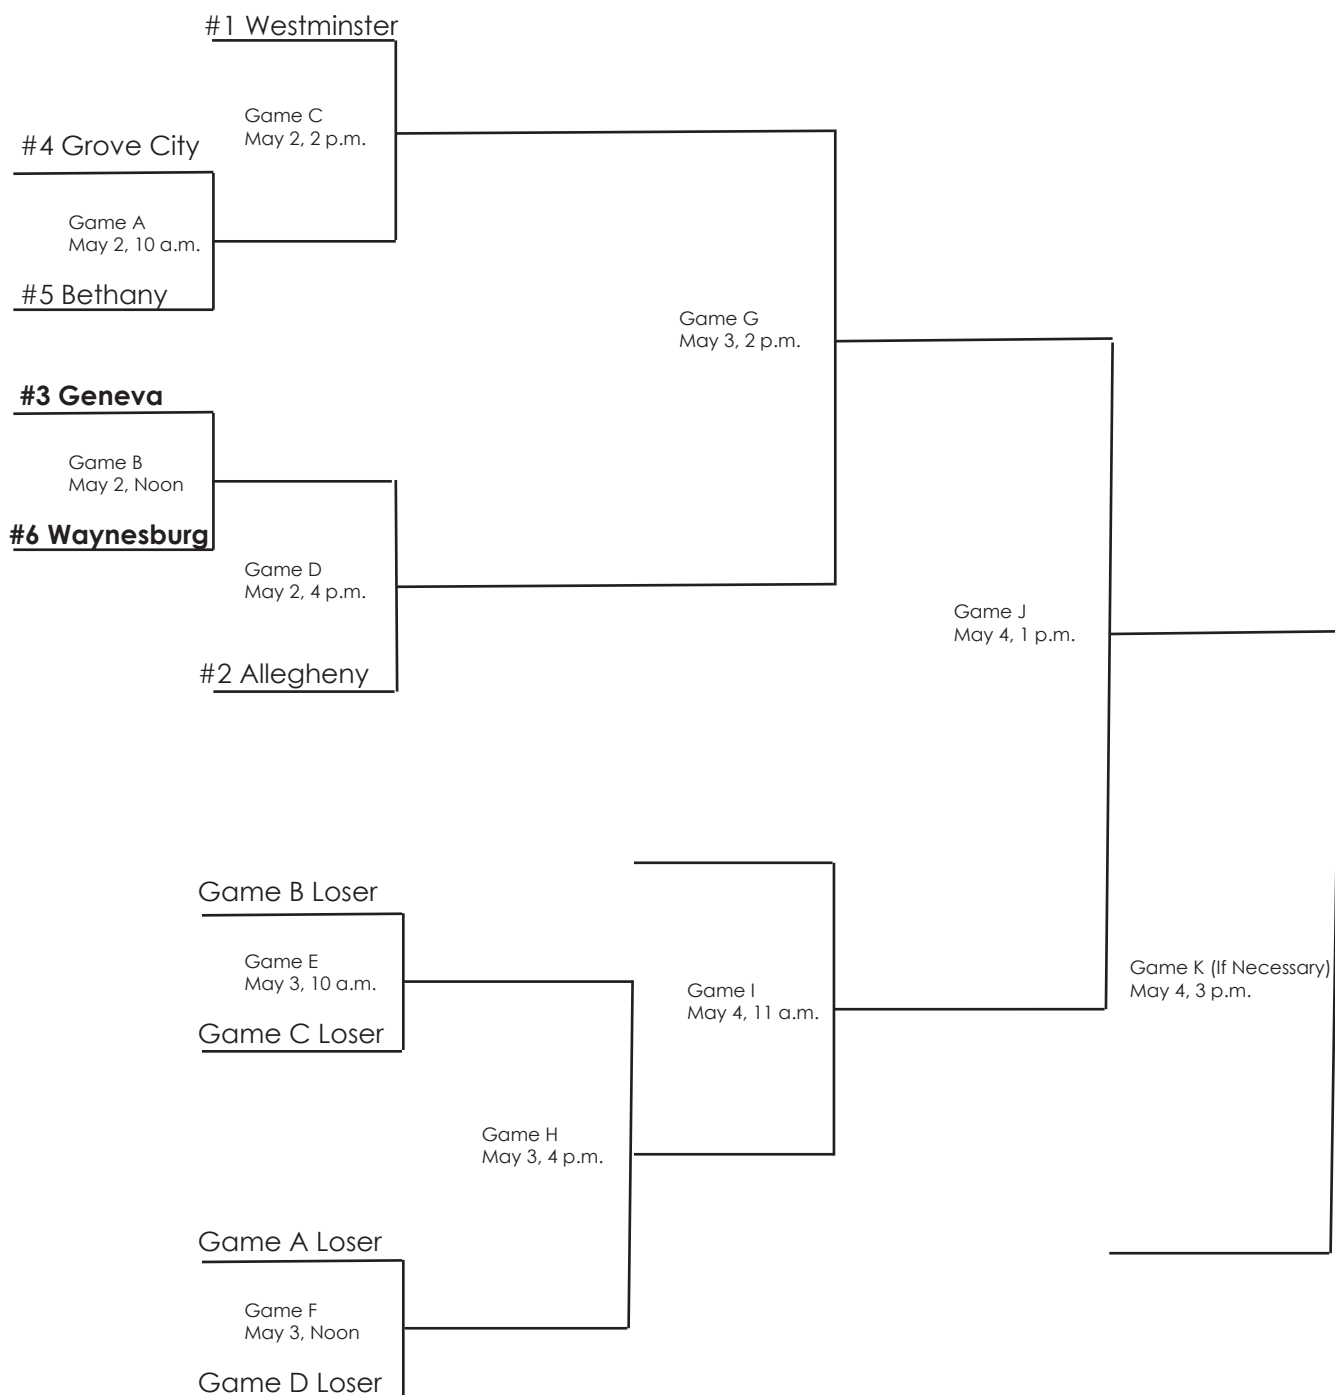 #1 Westminster
Game C
May 2, 2 p.m.
#4 Grove City
Game A
May 2, 10 a.m.
#5 Bethany
Game G
May 3, 2 p.m.
#3 Geneva
Game B
May 2, Noon
#6 Waynesburg
Game D
May 2, 4 p.m.
#2 Allegheny
Game J
May 4, 1 p.m.
Game B Loser
Game E
May 3, 10 a.m.
Game C Loser
Game I
May 4, 11 a.m.
Game K (If Necessary)
May 4, 3 p.m.
Game H
May 3, 4 p.m.
Game A Loser
Game F
May 3, Noon
Game D Loser